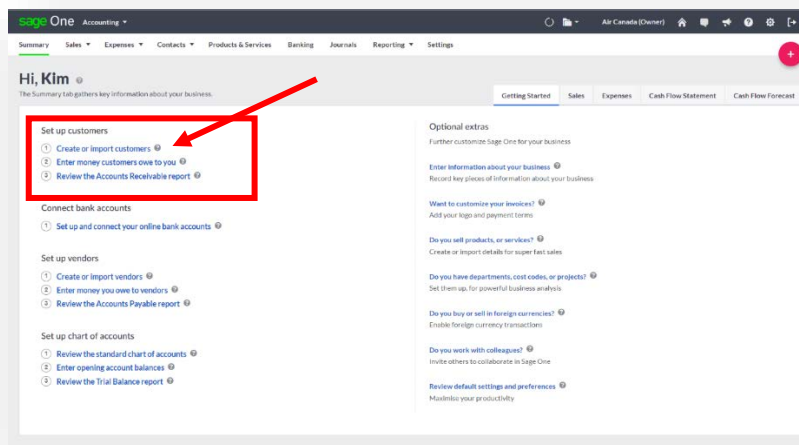 sage One Accounting
Air Canada (Owner)
Summary Sales Expenses Contacts Products & Services Banking Journals Reporting Settings
Hi, Kim
The Summary tab gathers key information about your business.
Getting Started Sales Expenses Cash Flow Statement Cash Flow Forecast
Set up customers
1 Create or import customers
2 Enter money customers owe to you
3 Review the Accounts Receivable report
Connect bank accounts
1 Set up and connect your online bank accounts
Set up vendors
1 Create or import vendors
2 Enter money you owe to vendors
3 Review the Accounts Payable report
Set up chart of accounts
1 Review the standard chart of accounts
2 Enter opening account balances
3 Review the Trial Balance report
Optional extras
Further customize Sage One for your business
Enter information about your business
Record key pieces of information about your business
Want to customize your invoices?
Add your logo and payment terms
Do you sell products, or services?
Create or import details for super fast sales
Do you have departments, cost codes, or projects?
Set them up, for powerful business analysis
Do you buy or sell in foreign currencies?
Enable foreign currency transactions
Do you work with colleagues?
Invite others to collaborate in Sage One
Review default settings and preferences
Maximise your productivity